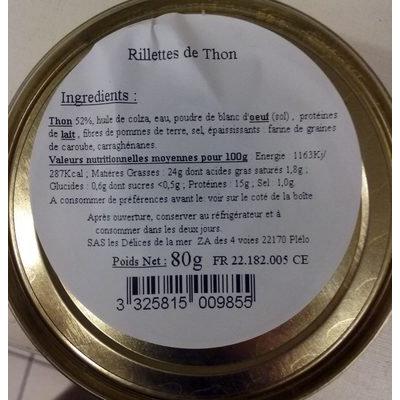 Rillettes de Thon
Ingredients :
Thon 52%, huile de colza, eau, poudre de blanc d'oeuf (sol) , protéines
de lait , fibres de pommes de terre, sel, épaississants : farine de graines
de caroube, carraghénanes.
Valeurs nutritionnelles moyennes pour 100g Energie : 1163Kj/
287Kcal ; Matières Grasses : 24g dont acides gras saturés 1,8g ;
Glucides : 0,6g dont sucres <0,5g ; Protéines : 15g ; Sel : 1,0g.
A consommer de préférences avant le: voir sur le coté de la boîte
Après ouverture, conserver au réfrigérateur et à
consommer dans les deux jours.
SAS les Délices de la mer ZA des 4 voies 22170 Plélo
Poids Net : 80g FR 22.182.005 CE
3 325815 009855